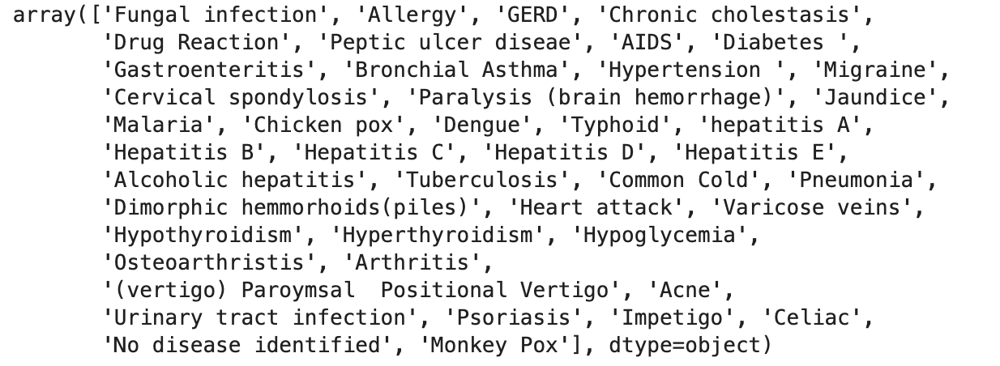 array(['Fungal infection', 'Allergy', 'GERD', 'Chronic cholestasis',
'Drug Reaction', 'Peptic ulcer diseae', 'AIDS', 'Diabetes ',
'Gastroenteritis', 'Bronchial Asthma', 'Hypertension ', 'Migraine',
'Cervical spondylosis', 'Paralysis (brain hemorrhage)', 'Jaundice',
'Malaria', 'Chicken pox', 'Dengue', 'Typhoid', 'hepatitis A',
'Hepatitis B', 'Hepatitis C', 'Hepatitis D', 'Hepatitis E',
'Alcoholic hepatitis', 'Tuberculosis', 'Common Cold', 'Pneumonia',
'Dimorphic hemmorhoids(piles)', 'Heart attack', 'Varicose veins',
'Hypothyroidism', 'Hyperthyroidism', 'Hypoglycemia',
'Osteoarthristis', 'Arthritis',
'(vertigo) Paroymsal  Positional Vertigo', 'Acne',
'Urinary tract infection', 'Psoriasis', 'Impetigo', 'Celiac',
'No disease identified', 'Monkey Pox'], dtype=object)